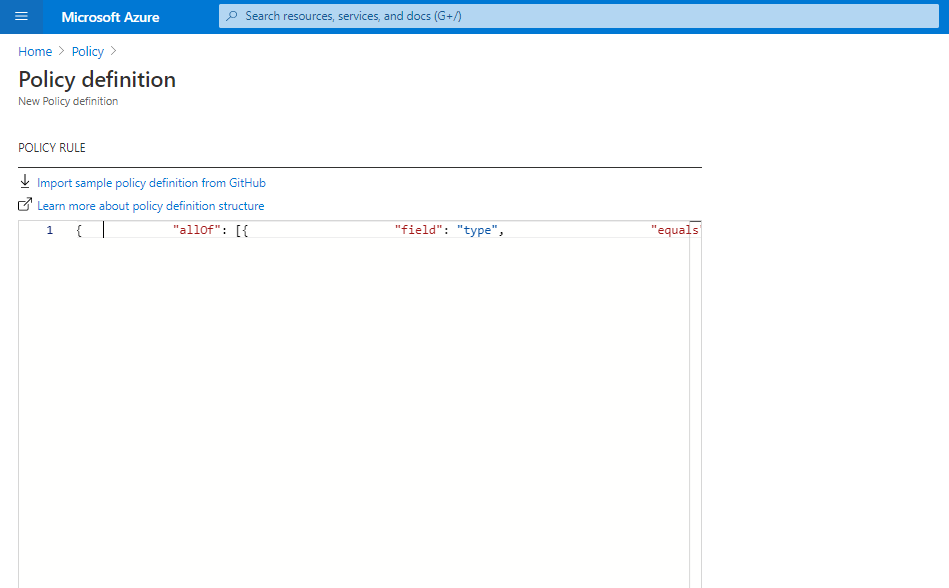 Microsoft Azure
Search resources, services, and docs (G+/)
Home > Policy >
Policy definition
New Policy definition
POLICY RULE
Import sample policy definition from GitHub
Learn more about policy definition structure
1 { "allOf": [{ "field": "type", "equals"